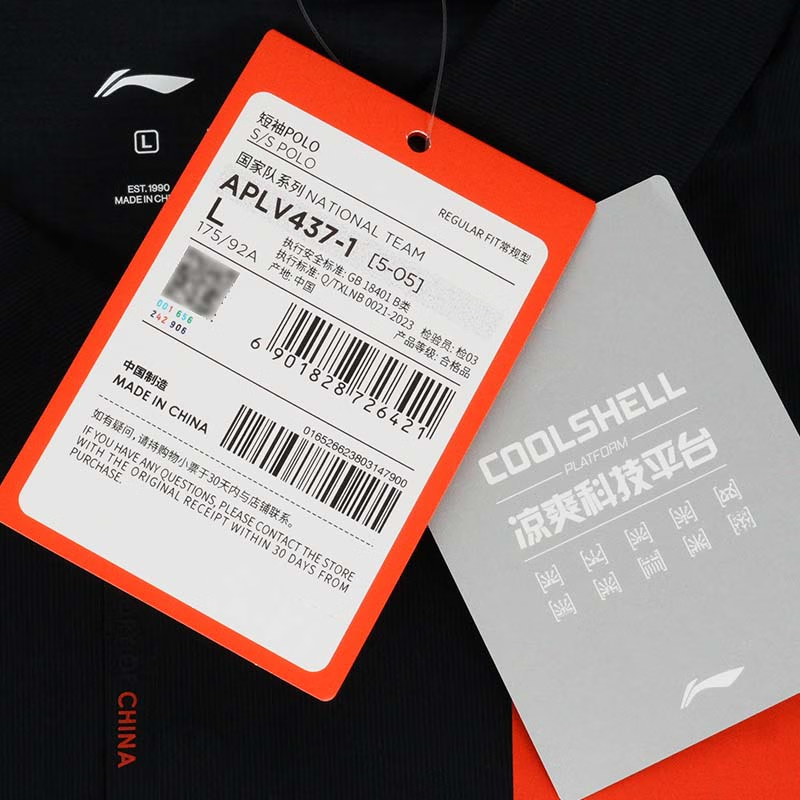 L
EST. 1990
MADE IN CHI
短袖POLO
S/S POLO
国家队系列 NATIONAL TEAM
REGULAR FIT常规型
APLV437-1 [5-05]
L
175/92A
执行安全标准: GB 18401 B类
执行标准: Q/TXLNB 0021-2023 检验员: 检03
产地: 中国 产品等级: 合格品
001 656
242 906
6 901828 726421
中国制造
MADE IN CHINA
01652662380314790​0
如有疑问，请持购物小票于30天内与店铺联系。
IF YOU HAVE ANY QUESTIONS, PLEASE CONTACT THE STORE
WITH THE ORIGINAL RECEIPT WITHIN 30 DAYS FROM
PURCHASE.
COOLSHELL
PLATFORM
凉爽科技平台
CHINA